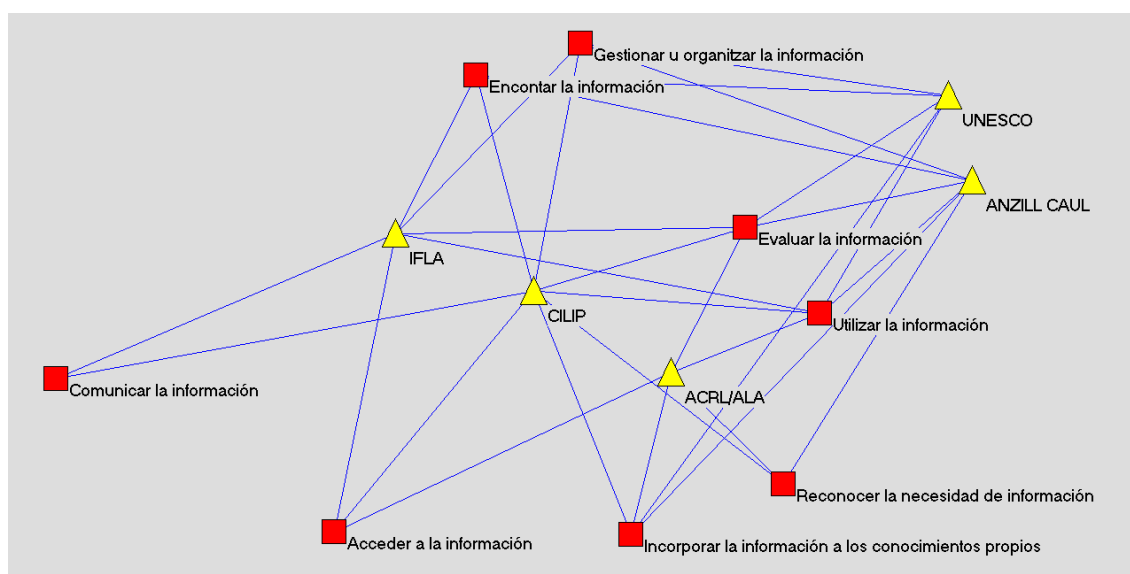 Gestionar u organitzar la información
Encontar la información
UNESCO
ANZILL CAUL
Evaluar la información
IFLA
CILIP
Utilizar la información
Comunicar la información
ACRL/ALA
Reconocer la necesidad de información
Acceder a la información
Incorporar la información a los conocimientos propios